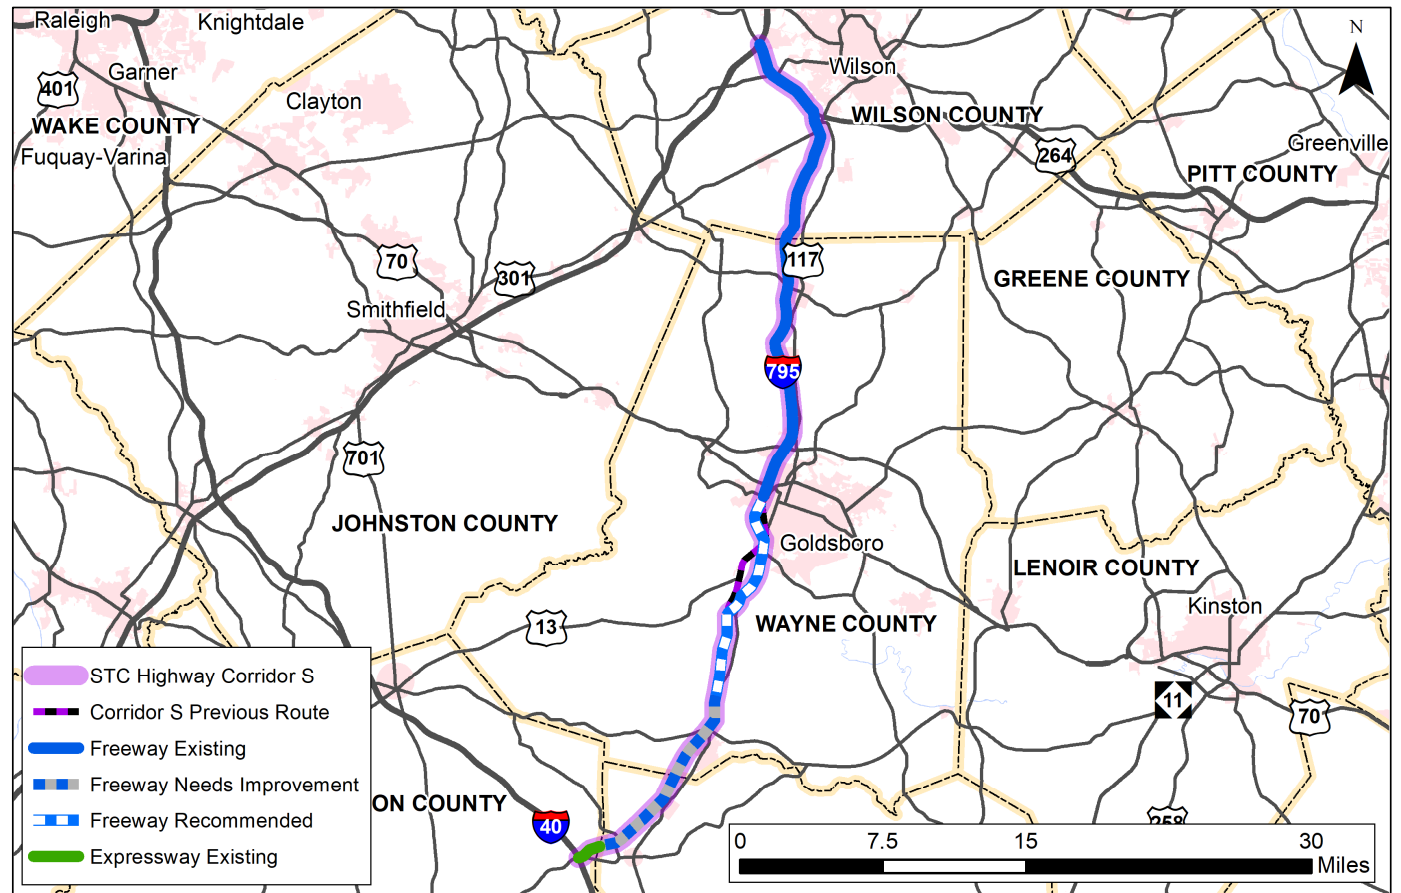 Raleigh
Knightdale
N
Garner
Clayton
Wilson
401
WAKE COUNTY
WILSON COUNTY
Fuquay-Varina
264
Greenville
PITT COUNTY
70
301
117
GREENE COUNTY
Smithfield
795
701
JOHNSTON COUNTY
Goldsboro
LENOIR COUNTY
Kinston
13
WAYNE COUNTY
11
70
ON COUNTY
40
258
STC Highway Corridor S
Corridor S Previous Route
Freeway Existing
Freeway Needs Improvement
Freeway Recommended
Expressway Existing
0 7.5 15 30
Miles